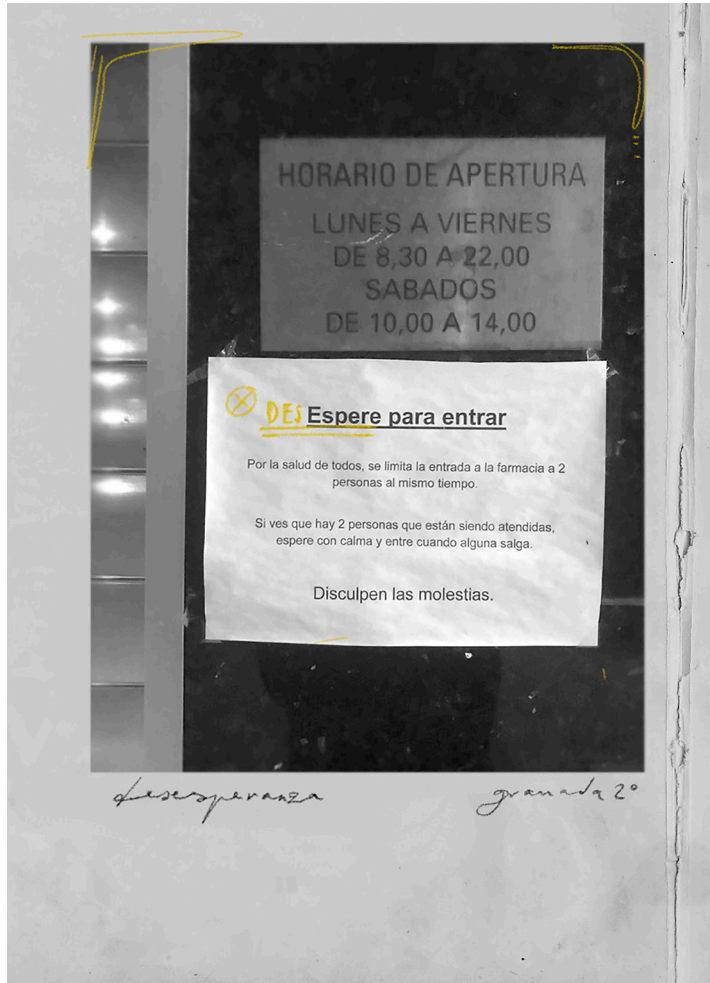 HORARIO DE APERTURA
LUNES A VIERNES
DE 8,30 A 22,00
SABADOS
DE 10,00 A 14,00
DES Espere para entrar
Por la salud de todos, se limita la entrada a la farmacia a 2
personas al mismo tiempo.
Si ves que hay 2 personas que están siendo atendidas,
espere con calma y entre cuando alguna salga.
Disculpen las molestias.
desesperanza
granada 2º